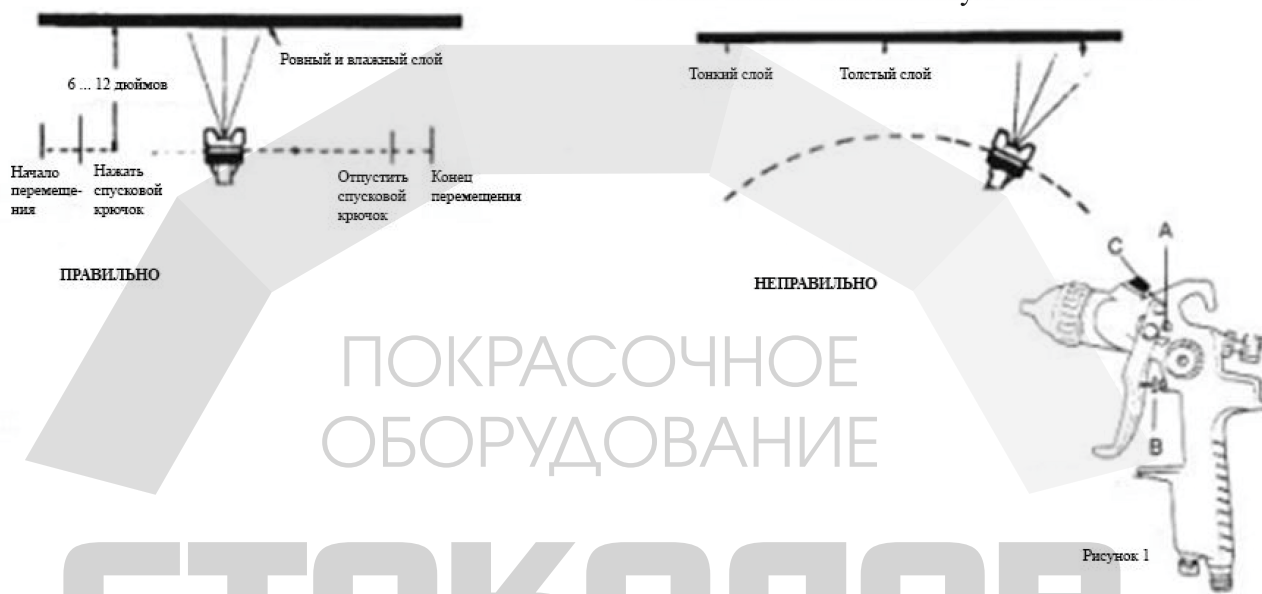 Ровный и влажный слой
6 ... 12 дюймов
Начало
перемеще-
ния
Нажать
спусковой
крючок
Отпустить
спусковой
крючок
Конец
перемещения
ПРАВИЛЬНО
Тонкий слой
Толстый слой
НЕПРАВИЛЬНО
A
C
B
Рисунок 1
ПОКРАСОЧНОЕ
ОБОРУДОВАНИЕ